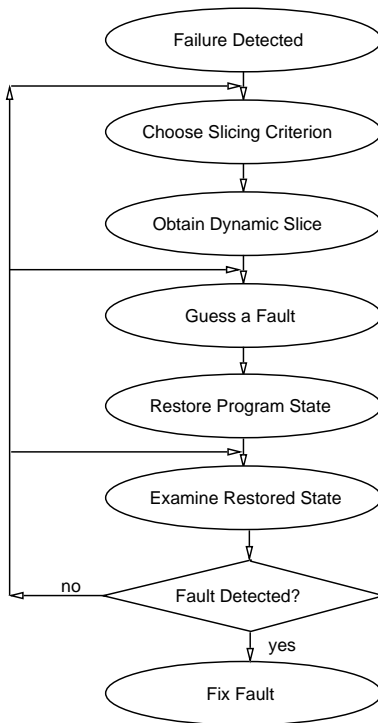 Failure Detected
Choose Slicing Criterion
Obtain Dynamic Slice
Guess a Fault
Restore Program State
Examine Restored State
Fault Detected?
no
yes
Fix Fault